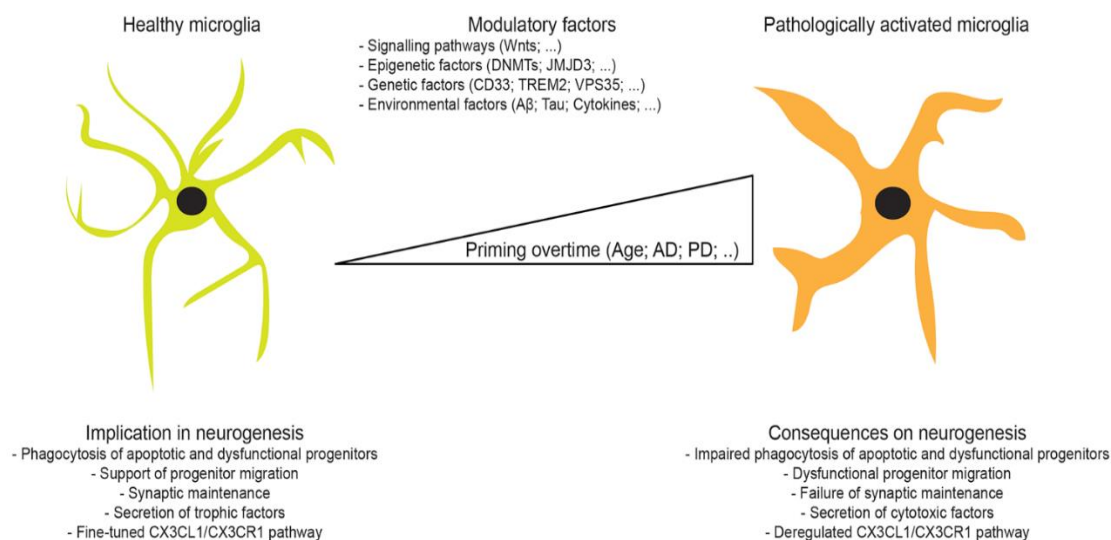 Healthy microglia
Modulatory factors
- Signalling pathways (Wnts; ...)
- Epigenetic factors (DNMTs; JMJD3; ...)
- Genetic factors (CD33; TREM2; VPS35; ...)
- Environmental factors (Aβ; Tau; Cytokines; ...)
Pathologically activated microglia
Priming overtime (Age; AD; PD; ..)
Implication in neurogenesis
- Phagocytosis of apoptotic and dysfunctional progenitors
- Support of progenitor migration
- Synaptic maintenance
- Secretion of trophic factors
- Fine-tuned CX3CL1/CX3CR1 pathway
Consequences on neurogenesis
- Impaired phagocytosis of apoptotic and dysfunctional progenitors
- Dysfunctional progenitor migration
- Failure of synaptic maintenance
- Secretion of cytotoxic factors
- Deregulated CX3CL1/CX3CR1 pathway